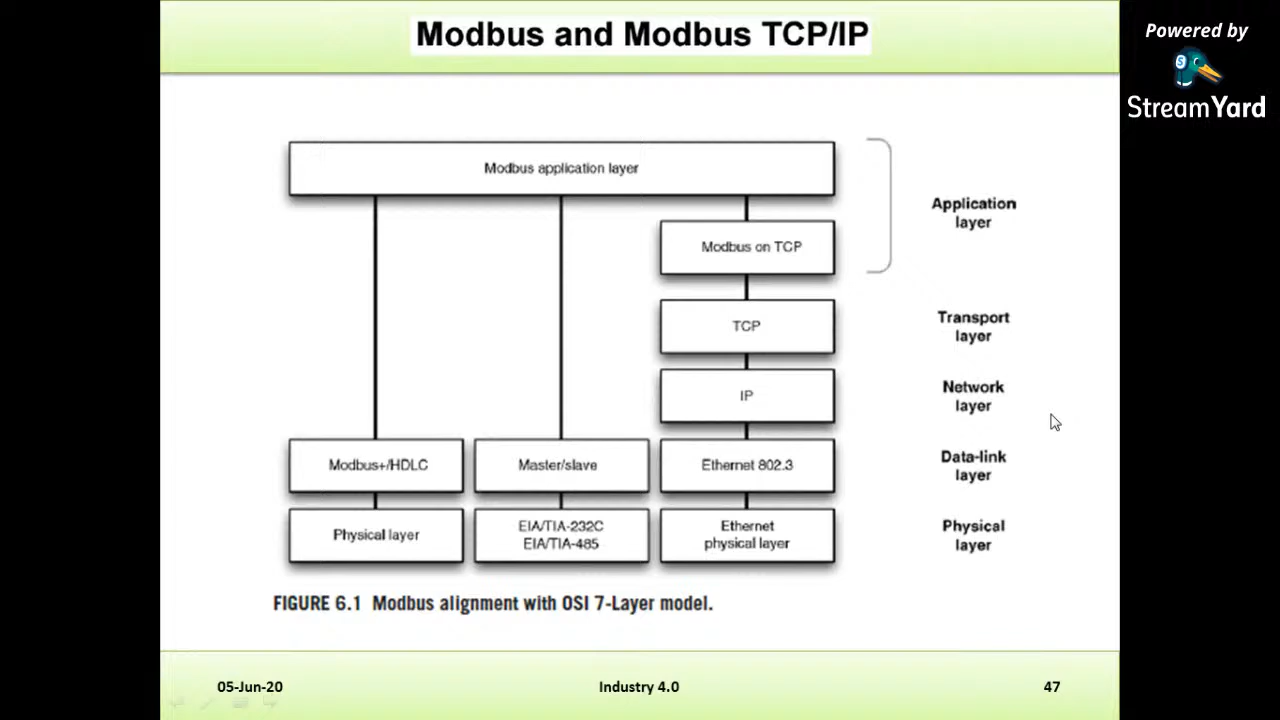 Modbus and Modbus TCP/IP
Powered by
StreamYard
Modbus application layer
Application
layer
Modbus on TCP
TCP
Transport
layer
IP
Network
layer
Modbus+/HDLC
Master/slave
Ethernet 802.3
Data-link
layer
Physical layer
EIA/TIA-232C
EIA/TIA-485
Ethernet
physical layer
Physical
layer
FIGURE 6.1 Modbus alignment with OSI 7-Layer model.
05-Jun-20
Industry 4.0
47